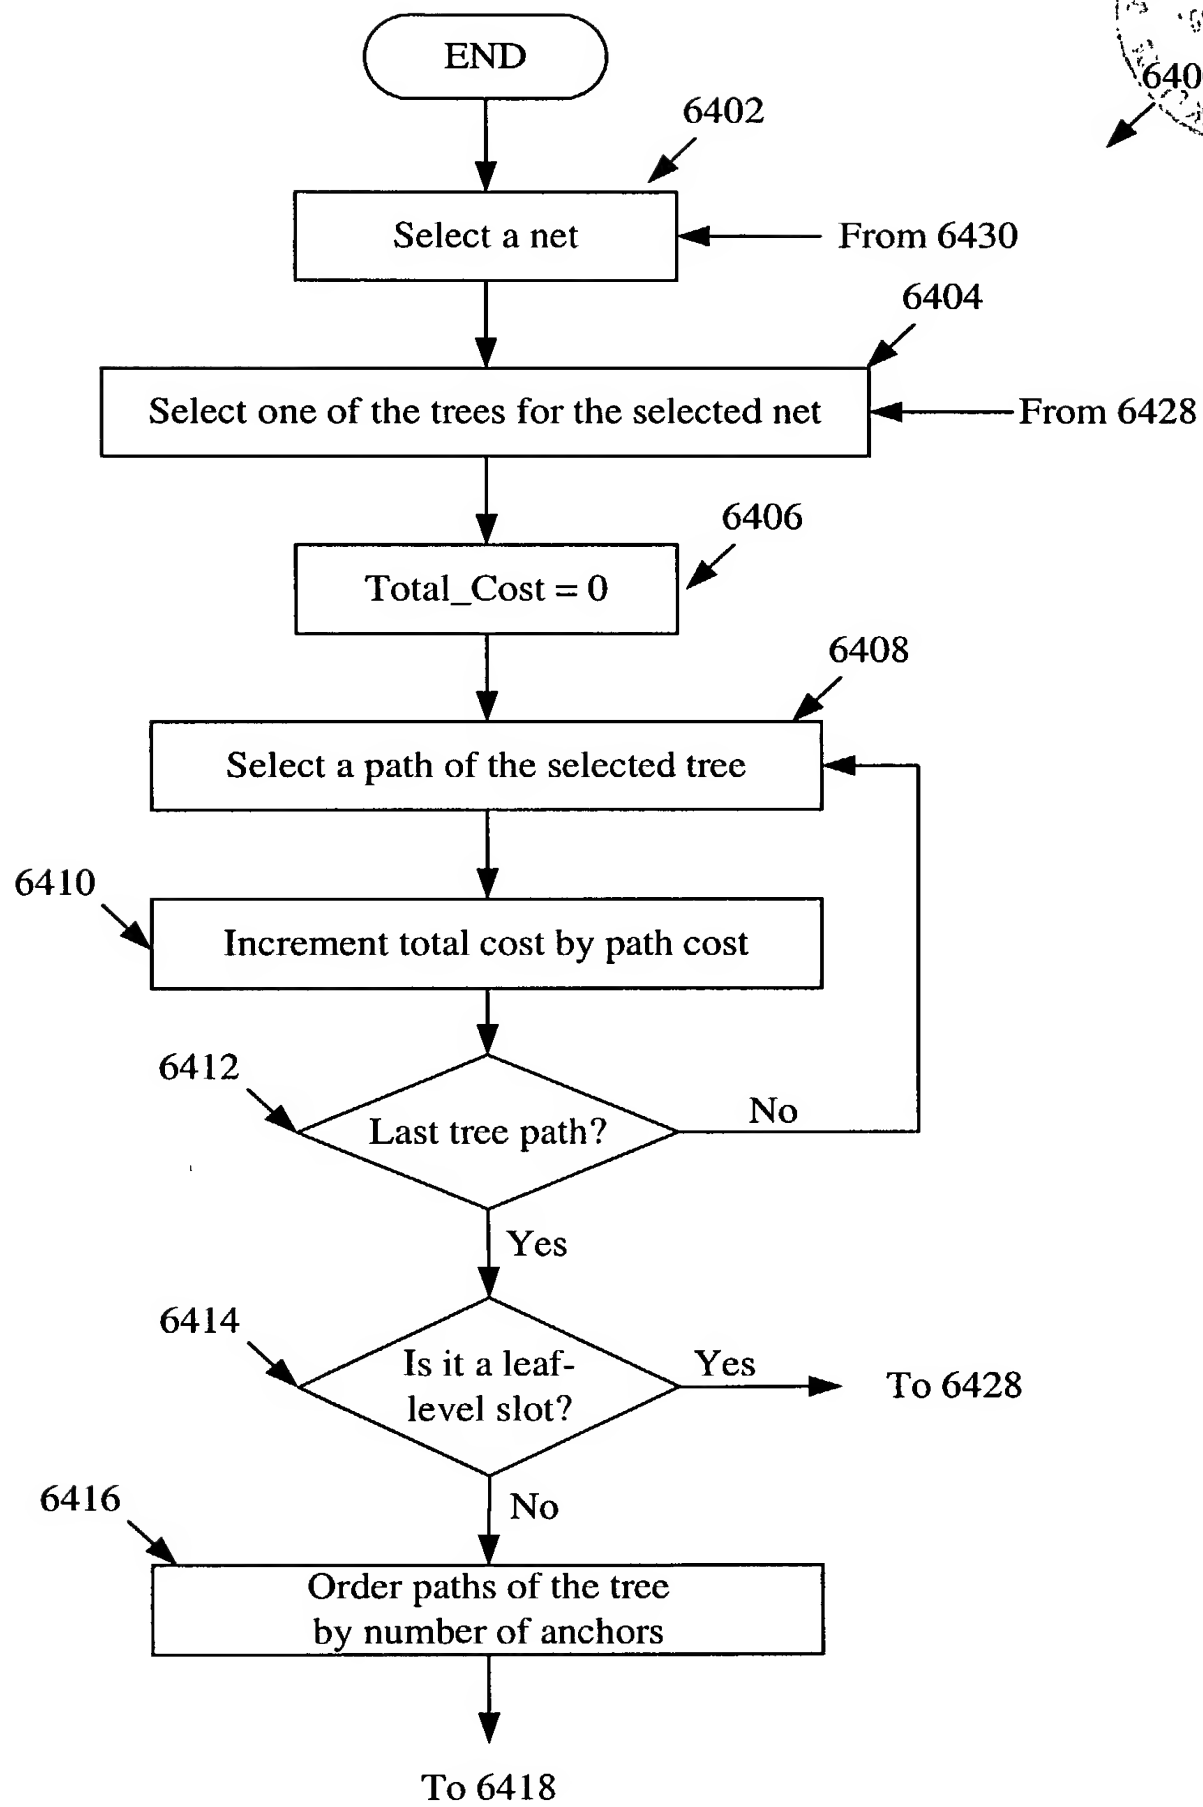 END
640
6402
Select a net
From 6430
6404
Select one of the trees for the selected net
From 6428
6406
Total_Cost = 0
6408
Select a path of the selected tree
6410
Increment total cost by path cost
6412
Last tree path?
No
Yes
6414
Is it a leaf-
level slot?
Yes
To 6428
No
6416
Order paths of the tree
by number of anchors
To 6418